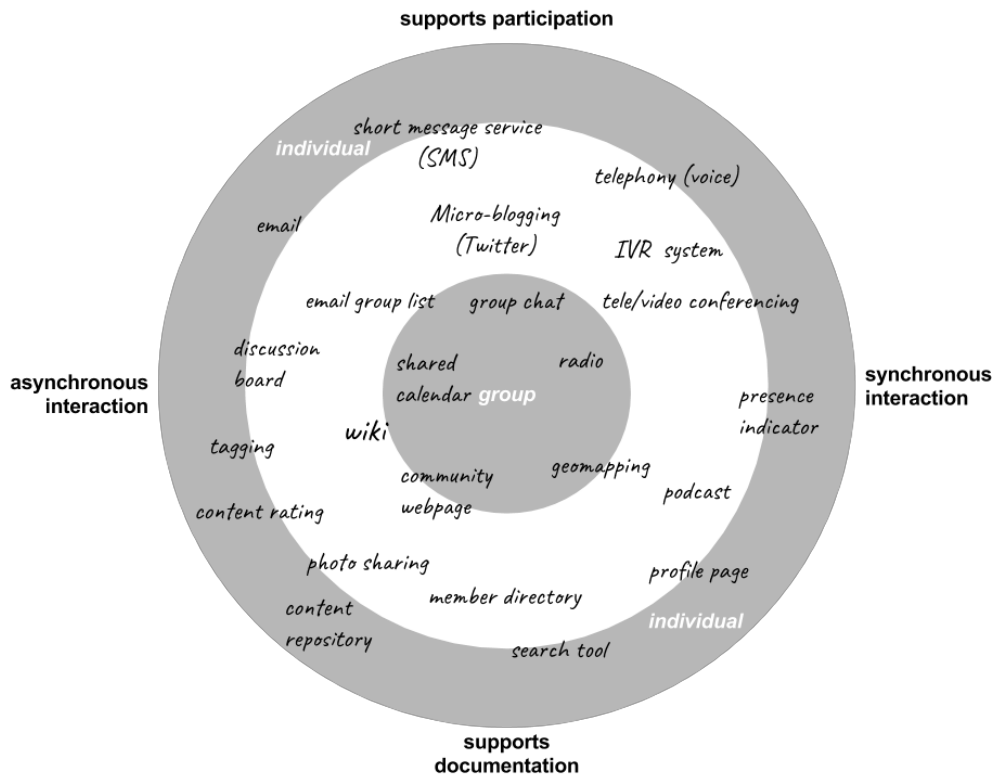 supports participation
individual
short message service
(SMS)
telephony (voice)
email
Micro-blogging
(Twitter)
IVR system
email group list
group chat
tele/video conferencing
discussion
board
shared
calendar
radio
group
asynchronous
interaction
synchronous
interaction
presence
indicator
wiki
tagging
community
webpage
geomapping
podcast
content rating
photo sharing
profile page
member directory
content
repository
individual
search tool
supports
documentation